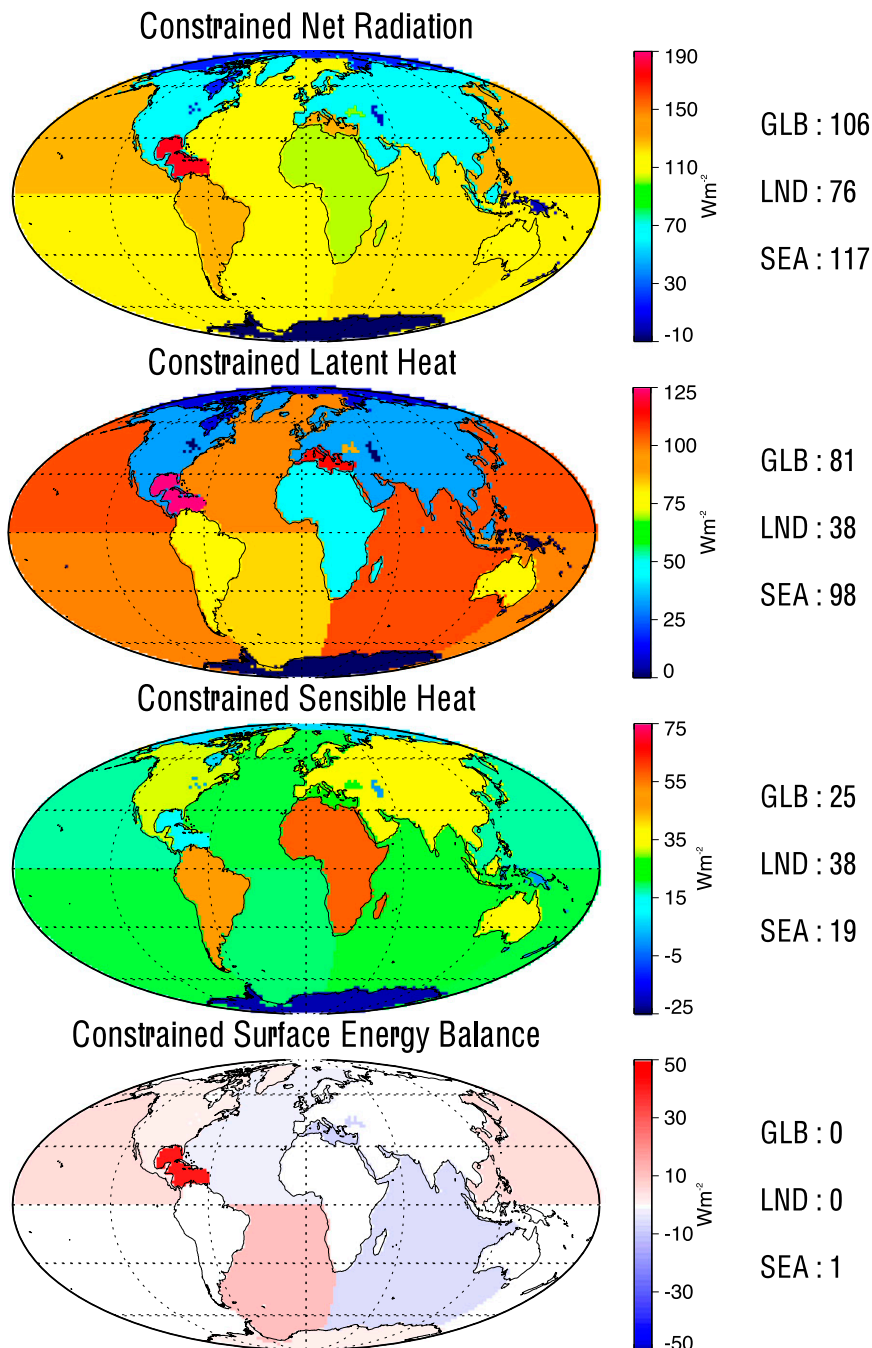 Constrained Net Radiation
190
150
110
70
30
-10
Wm-2
GLB : 106
LND : 76
SEA : 117
Constrained Latent Heat
125
100
75
50
25
0
Wm-2
GLB : 81
LND : 38
SEA : 98
Constrained Sensible Heat
75
55
35
15
-5
-25
Wm-2
GLB : 25
LND : 38
SEA : 19
Constrained Surface Energy Balance
50
30
10
-10
-30
-50
Wm-2
GLB : 0
LND : 0
SEA : 1